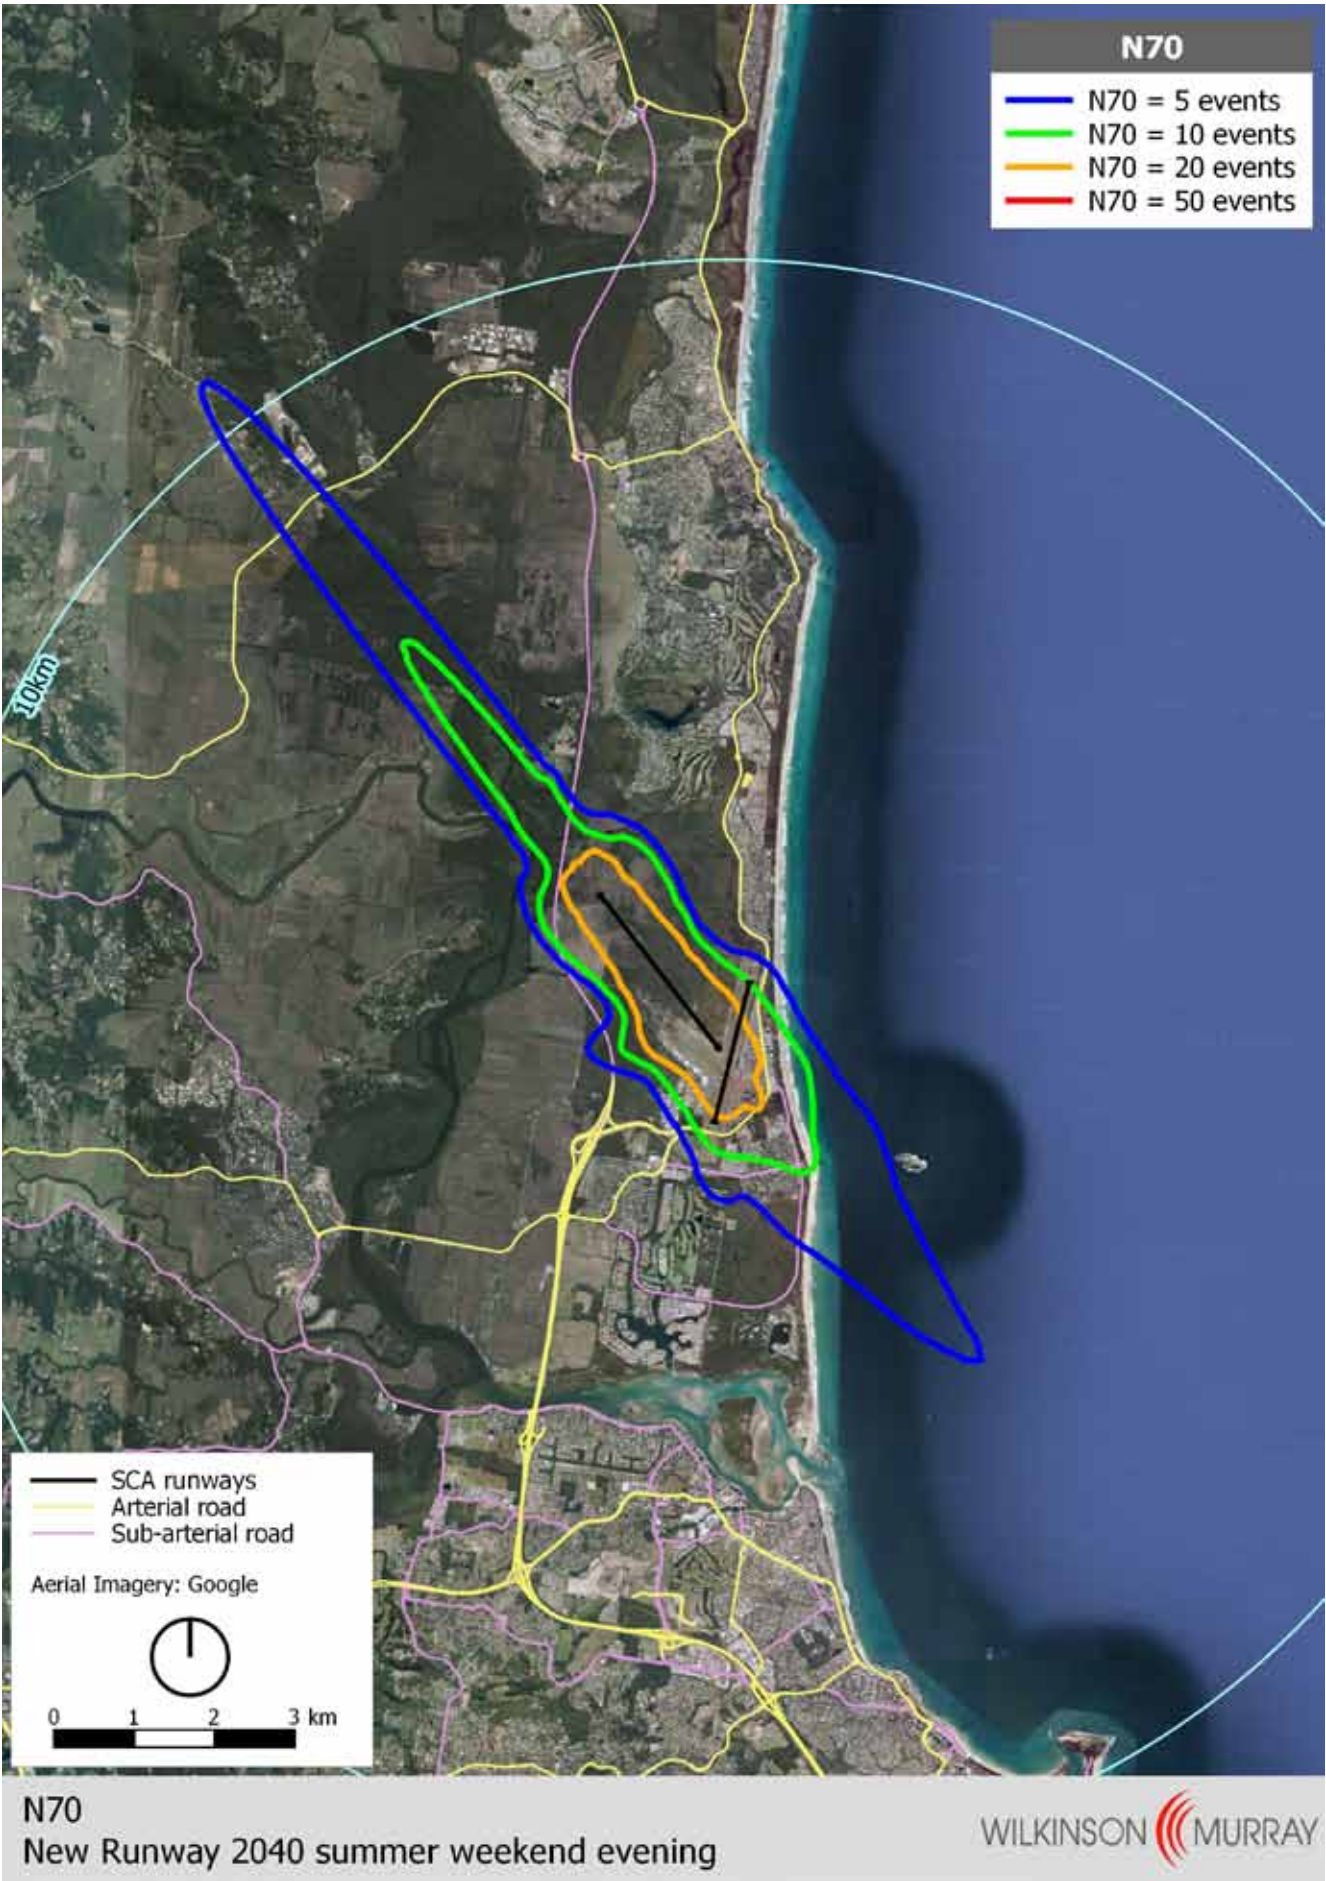 N70
N70 = 5 events
N70 = 10 events
N70 = 20 events
N70 = 50 events
10km
SCA runways
Arterial road
Sub-arterial road
Aerial Imagery: Google
0 1 2 3 km
N70
New Runway 2040 summer weekend evening
WILKINSON MURRAY